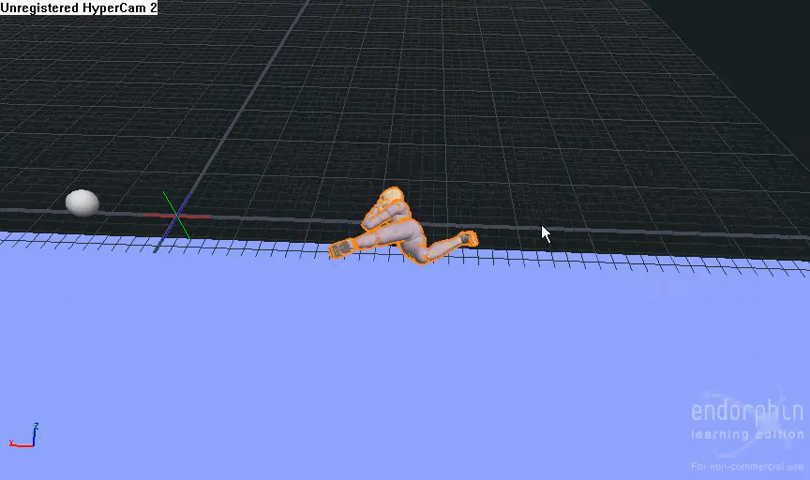 Unregistered HyperCam 2
Z
X
endorphin
learning edition
For non-commercial use